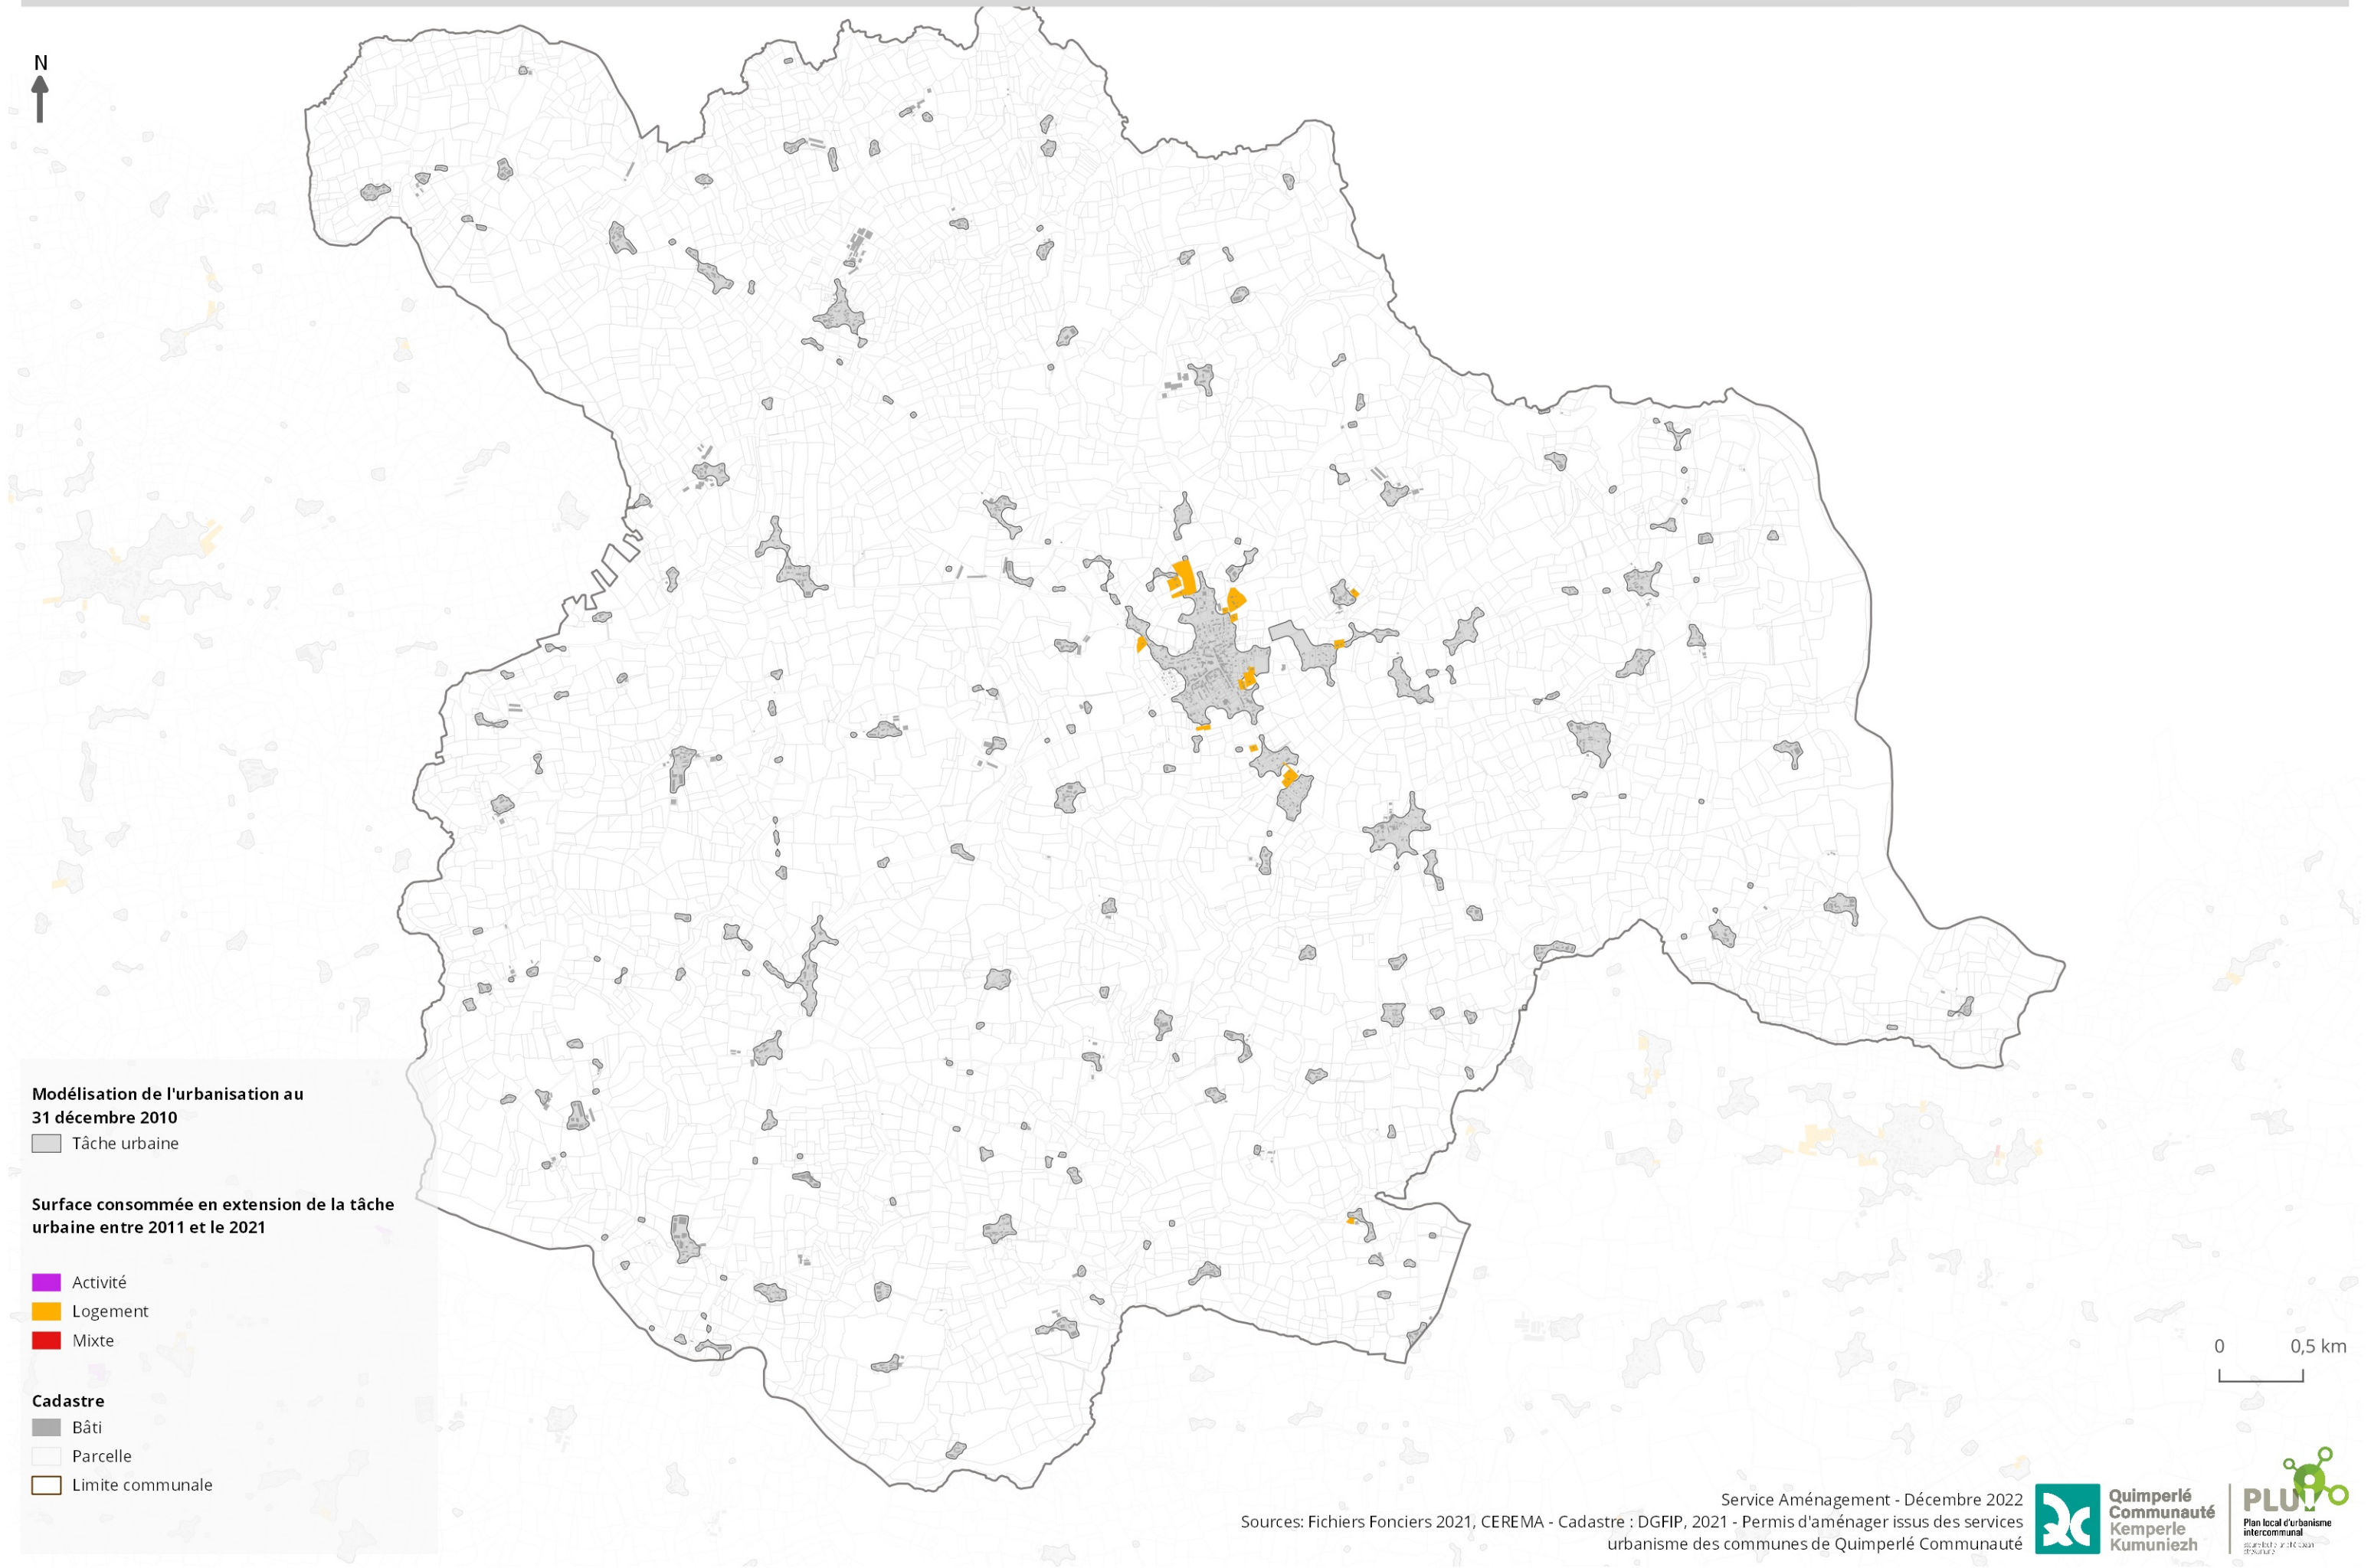 N
Modélisation de l'urbanisation au
31 décembre 2010
Tâche urbaine
Surface consommée en extension de la tâche
urbaine entre 2011 et le 2021
Activité
Logement
Mixte
Cadastre
Bâti
Parcelle
Limite communale
0 0,5 km
Service Aménagement - Décembre 2022
Sources: Fichiers Fonciers 2021, CEREMA - Cadastre : DGFIP, 2021 - Permis d'aménager issus des services
urbanisme des communes de Quimperlé Communauté
Quimperlé
Communauté
Kemperle
Kumuniezh
PLUi
Plan local d'urbanisme
intercommunal